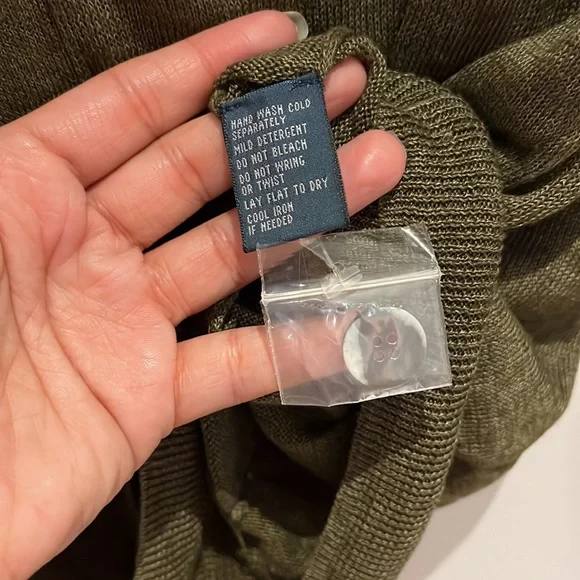 HAND WASH COLD
SEPARATELY
MILD DETERGENT
DO NOT BLEACH
DO NOT WRING
OR TWIST
LAY FLAT TO DRY
COOL IRON
IF NEEDED